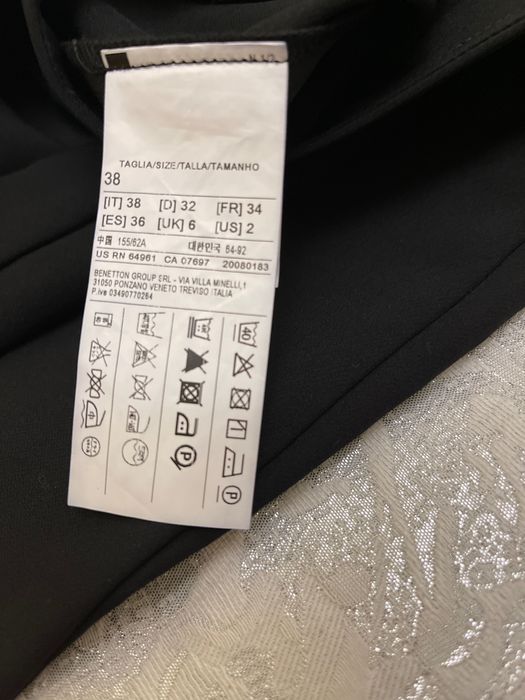 TAGLIA/SIZE/TALLA/TAMANHO
38
[IT] 38 [D] 32 [FR] 34
[ES] 36 [UK] 6 [US] 2
中国 155/62A 대한민국 64-92
US RN 64961 CA 07697 20080183
BENETTON GROUP SRL - VIA VILLA MINELLI,1
31050 PONZANO VENETO TREVISO ITALIA
P.iva 03490770264
40
P